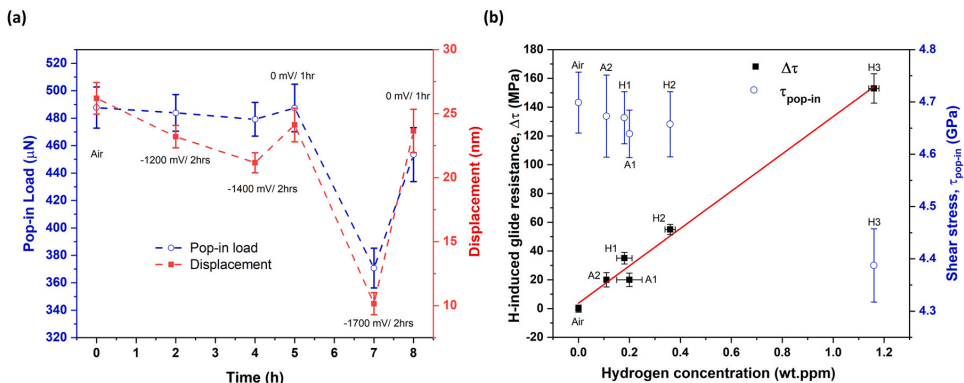 (a)
(b)
520
500
480
460
440
420
400
380
360
340
320
Pop-in Load (μN)
0 1 2 3 4 5 6 7 8
Time (h)
30
25
20
15
10
Displacement (nm)
Air
-1200 mV/ 2hrs
-1400 mV/ 2hrs
0 mV/ 1hr
-1700 mV/ 2hrs
0 mV/ 1hr
Pop-in load
Displacement
180
160
140
120
100
80
60
40
20
0
-20
H-induced glide resistance, Δτ (MPa)
0.0 0.2 0.4 0.6 0.8 1.0 1.2
Hydrogen concentration (wt.ppm)
4.8
4.7
4.6
4.5
4.4
4.3
Shear stress, τpop-in (GPa)
Air
A2
H1
H2
A1
H3
Δτ
τpop-in
H3
H2
H1
A2
A1
Air